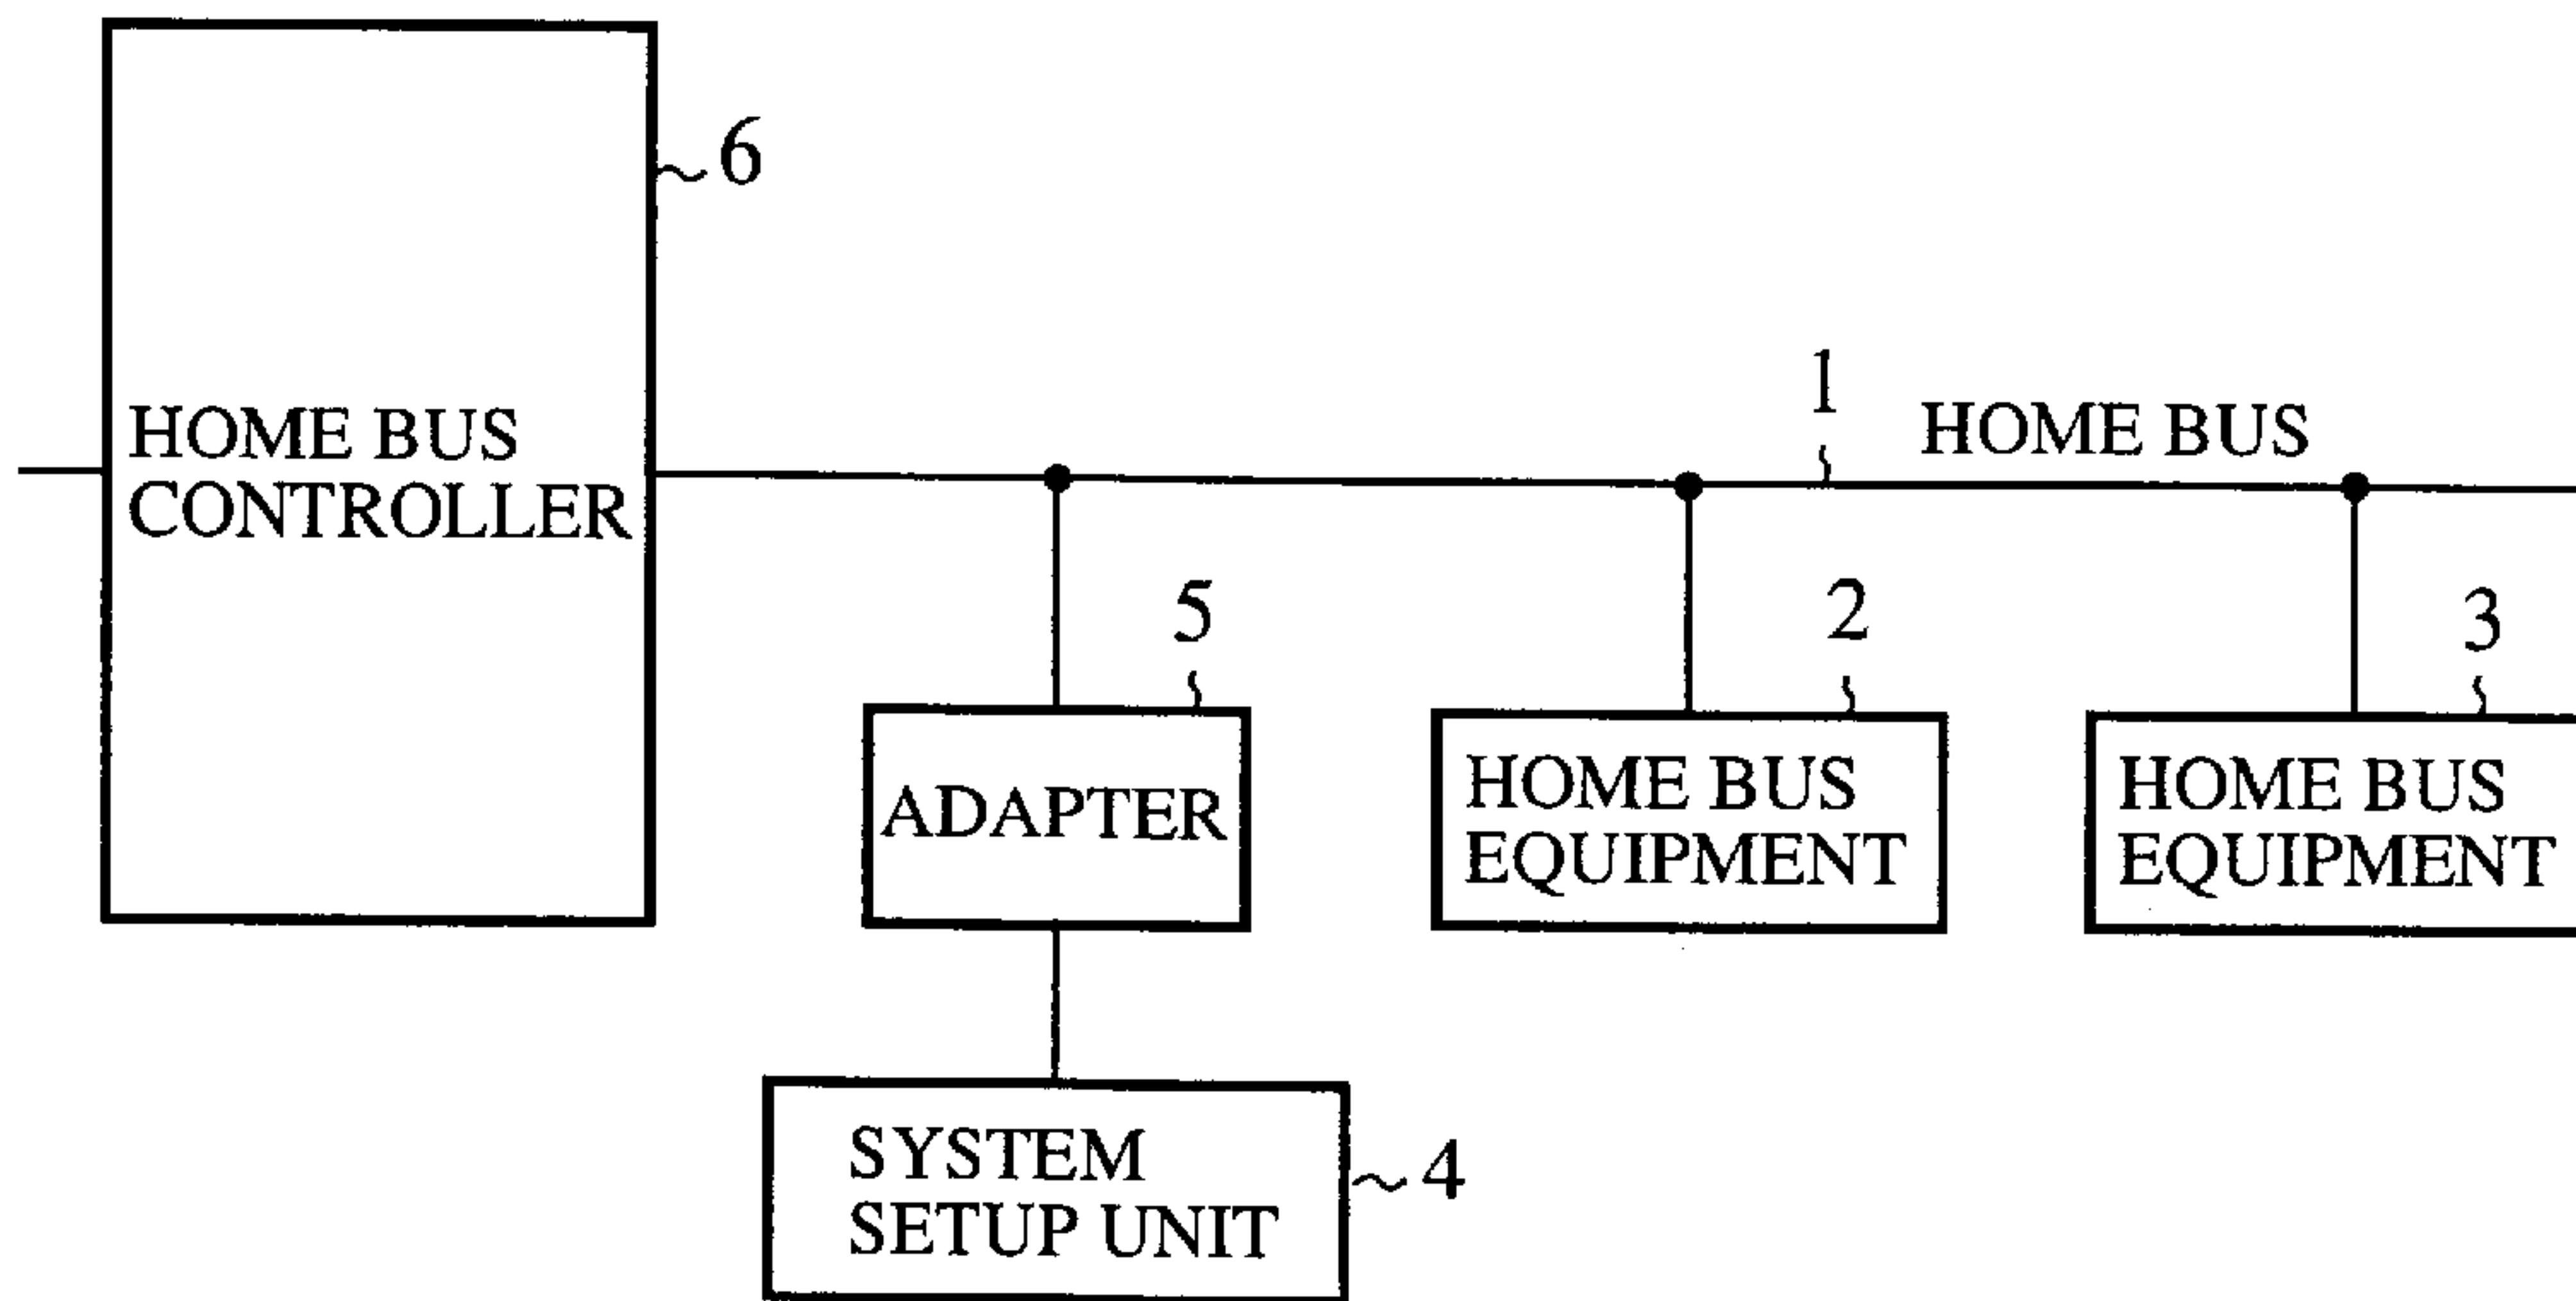 6
HOME BUS
CONTROLLER
1
HOME BUS
5
2
3
ADAPTER
HOME BUS
EQUIPMENT
HOME BUS
EQUIPMENT
SYSTEM
SETUP UNIT
4